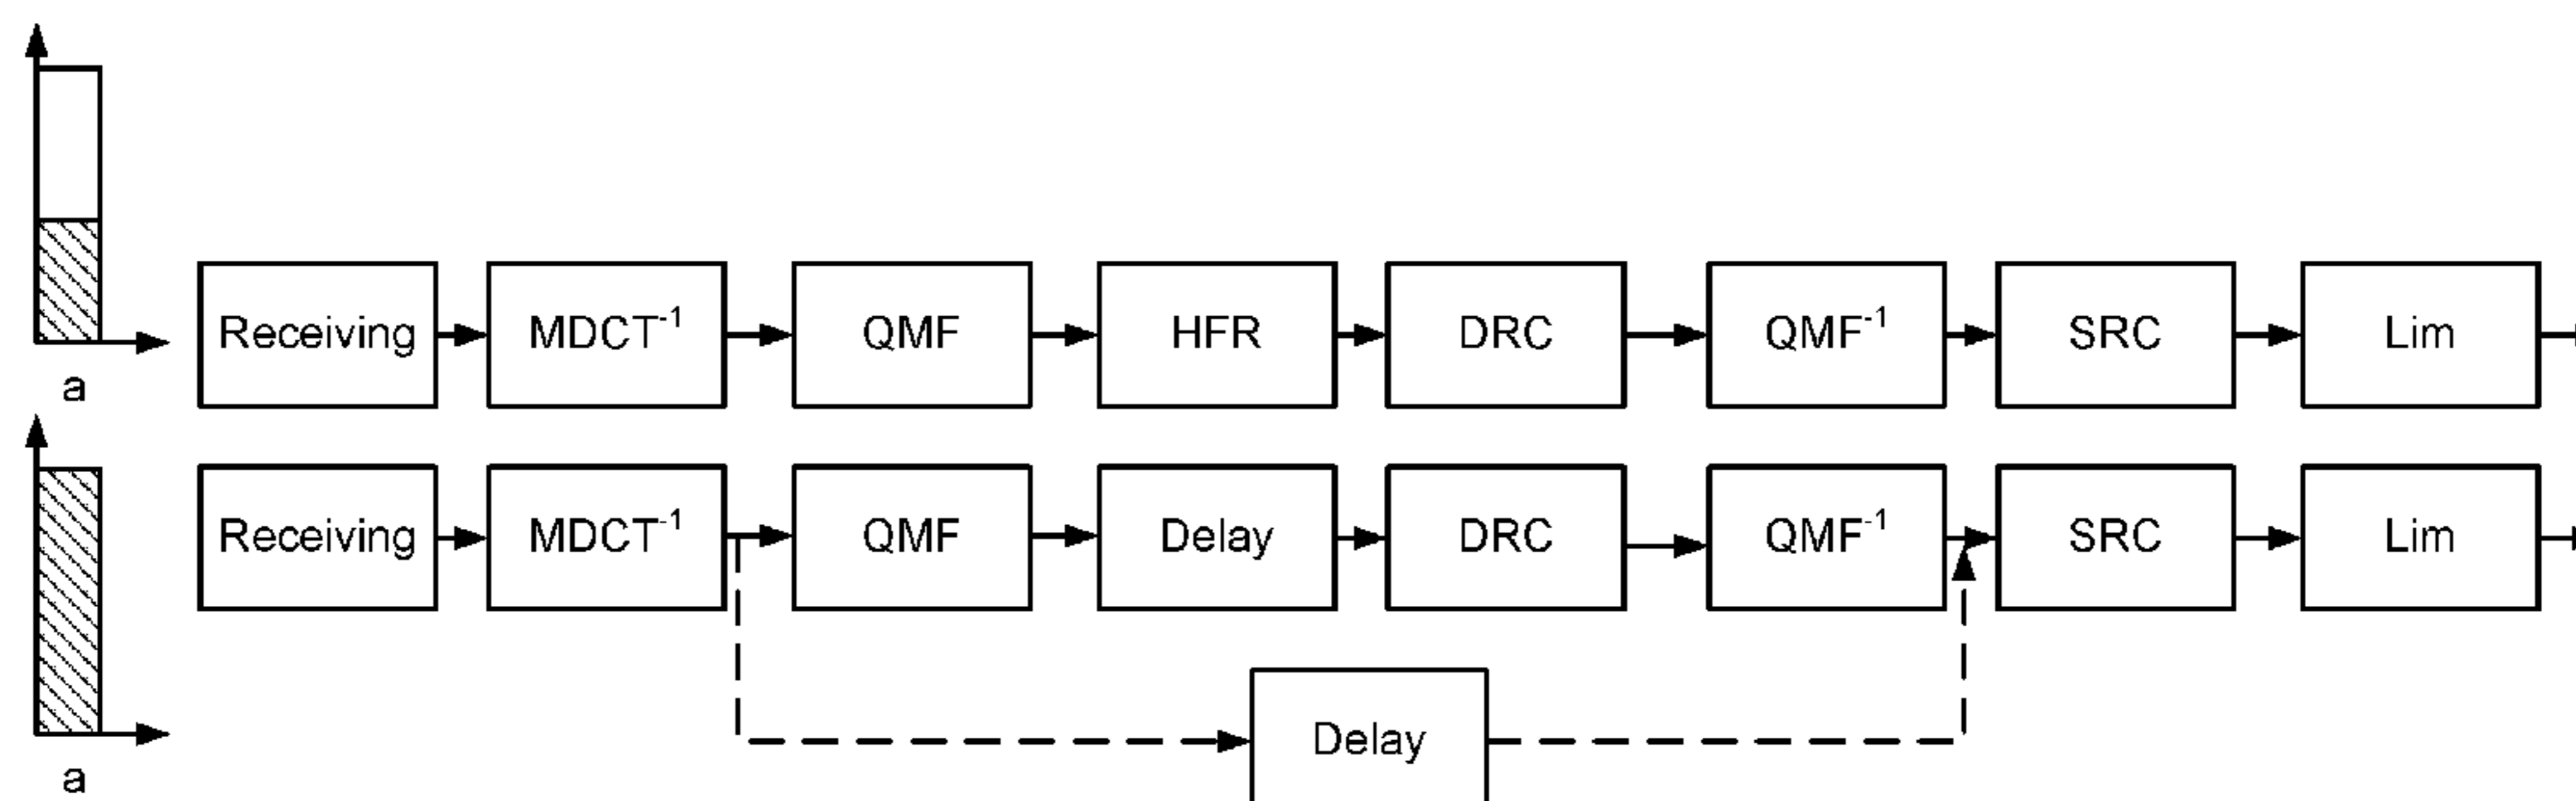 Receiving MDCT⁻¹ QMF HFR DRC QMF⁻¹ SRC Lim
a
Receiving MDCT⁻¹ QMF Delay DRC QMF⁻¹ SRC Lim
Delay
a